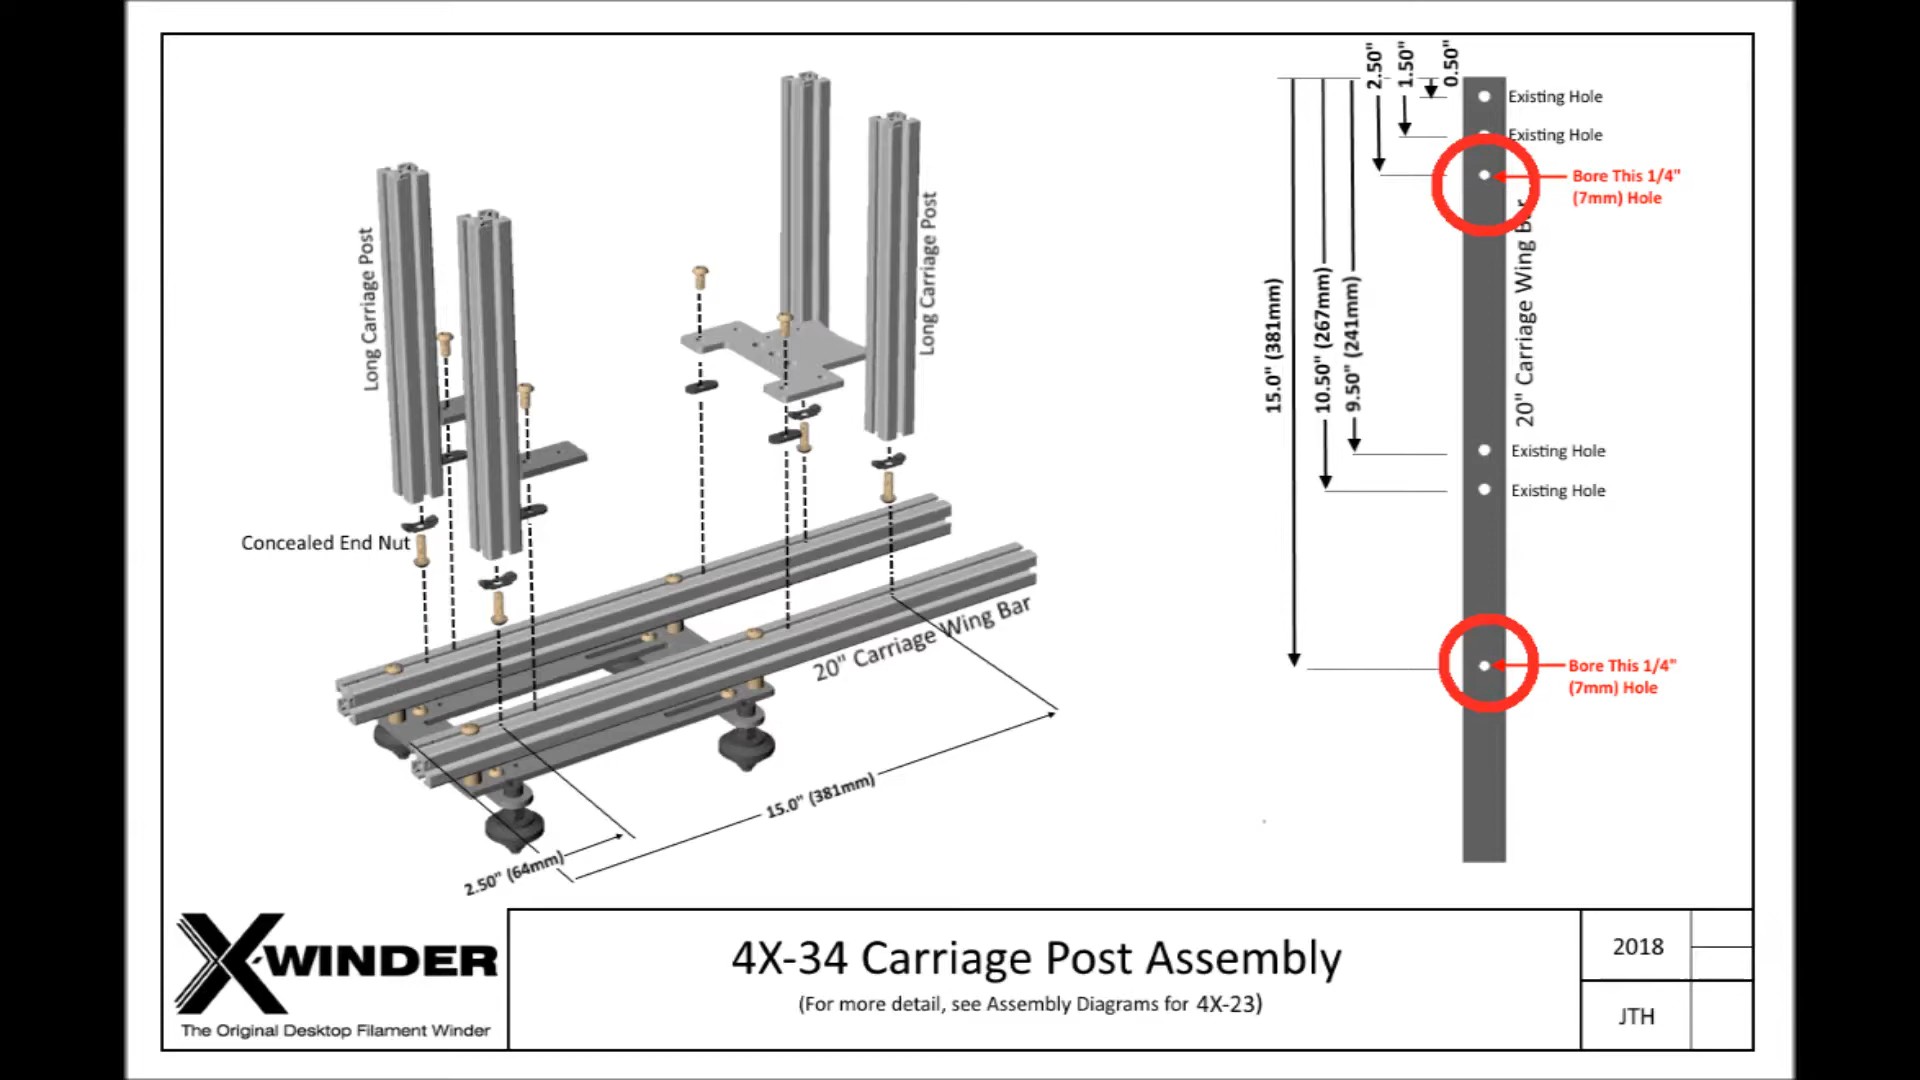 2.50"
1.50"
0.50"
Existing Hole
Existing Hole
Bore This 1/4"
(7mm) Hole
Long Carriage Post
Long Carriage Post
15.0" (381mm)
10.50" (267mm)
9.50" (241mm)
20" Carriage Wing Bar
Existing Hole
Existing Hole
Concealed End Nut
20" Carriage Wing Bar
Bore This 1/4"
(7mm) Hole
15.0" (381mm)
2.50" (64mm)
X-WINDER
The Original Desktop Filament Winder
4X-34 Carriage Post Assembly
(For more detail, see Assembly Diagrams for 4X-23)
2018
JTH